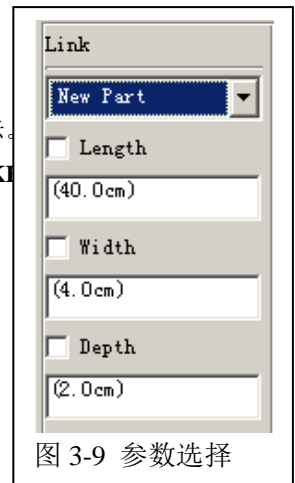 Link
New Part
Length
(40.0cm)
Width
(4.0cm)
Depth
(2.0cm)
图 3-9 参数选择